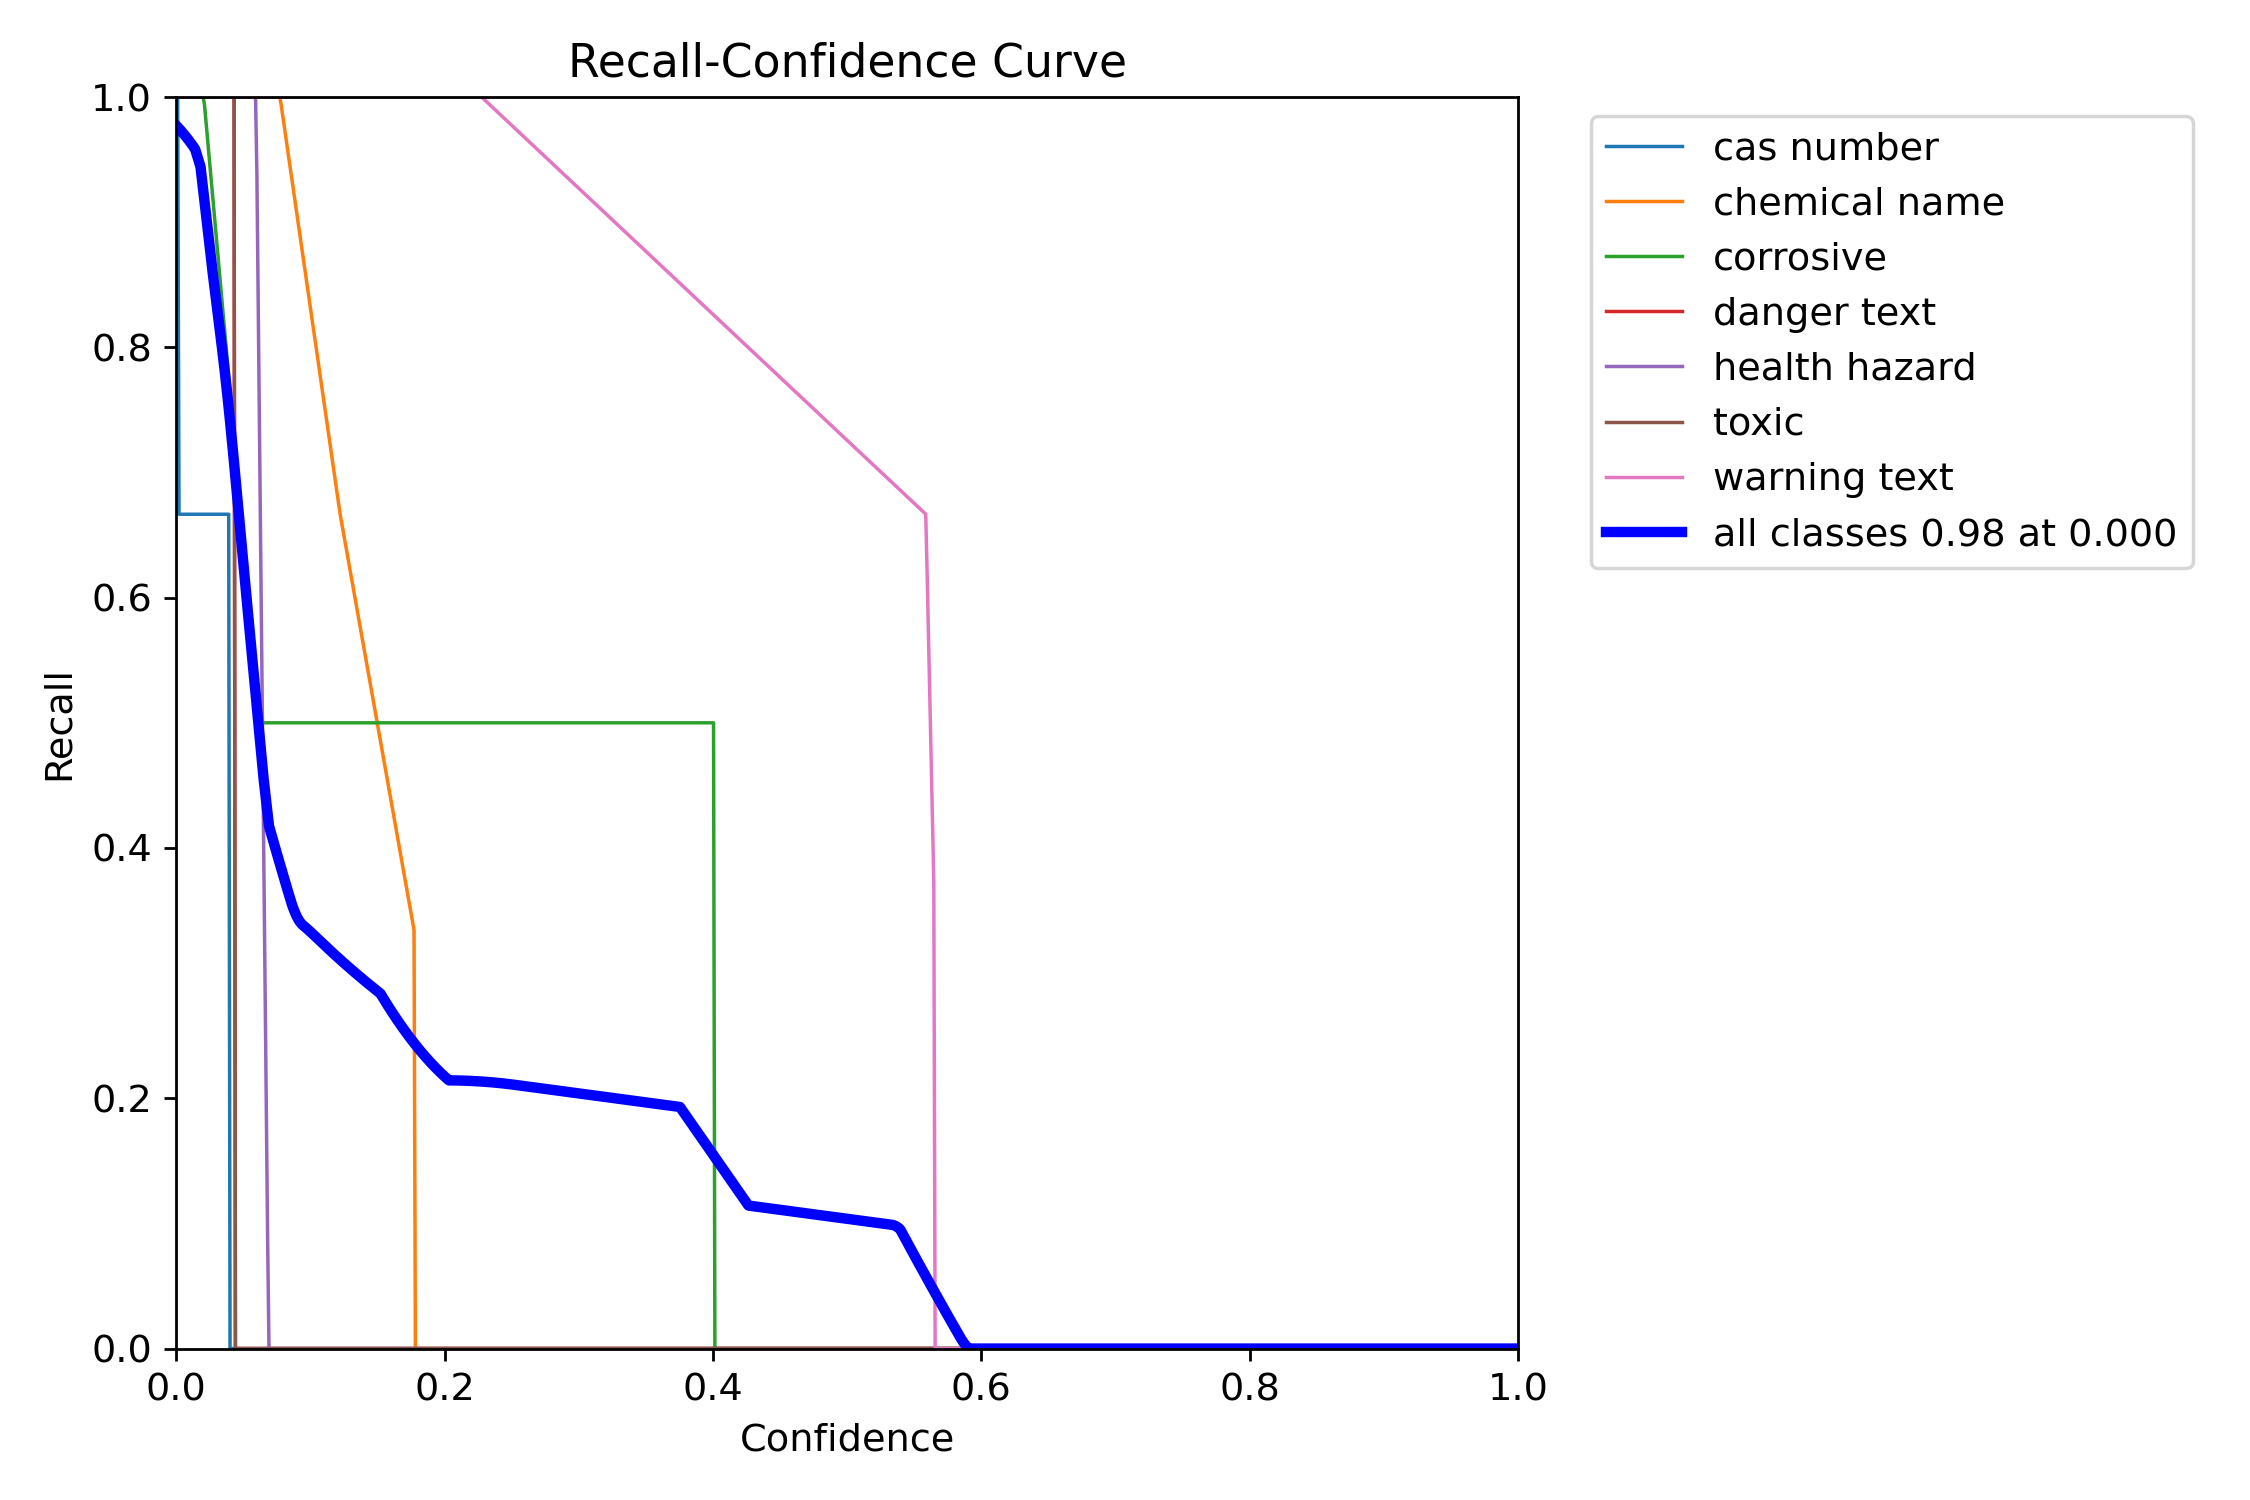 Recall-Confidence Curve
1.0
0.8
0.6
0.4
0.2
0.0
Recall
0.0 0.2 0.4 0.6 0.8 1.0
Confidence
cas number
chemical name
corrosive
danger text
health hazard
toxic
warning text
all classes 0.98 at 0.000